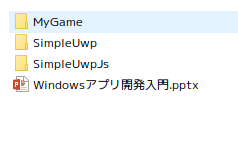 MyGame
SimpleUwp
SimpleUwpJs
Windowsアプリ開発入門.pptx